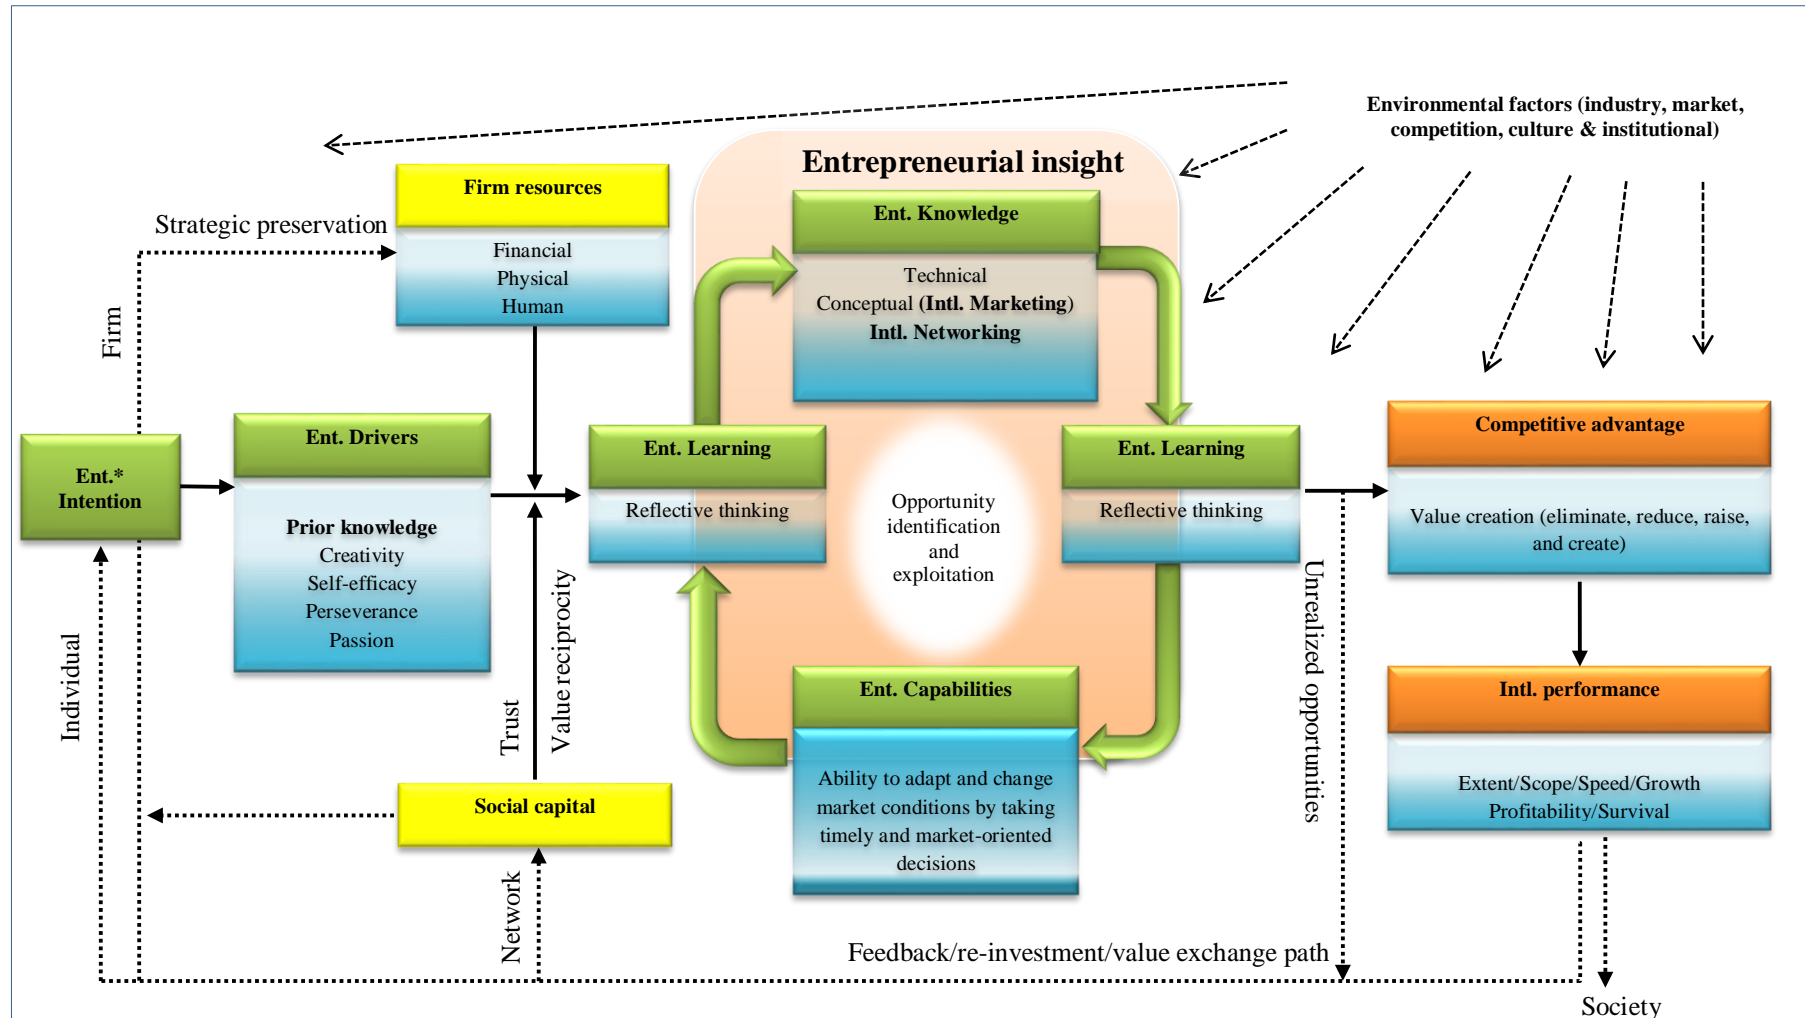 Environmental factors (industry, market,
competition, culture & institutional)
Entrepreneurial insight
Firm resources
Financial
Physical
Human
Strategic preservation
Firm
Ent. Knowledge
Technical
Conceptual (Intl. Marketing)
Intl. Networking
Ent.*
Intention
Ent. Drivers
Prior knowledge
Creativity
Self-efficacy
Perseverance
Passion
Ent. Learning
Reflective thinking
Opportunity
identification
and
exploitation
Ent. Learning
Reflective thinking
Competitive advantage
Value creation (eliminate, reduce, raise,
and create)
Individual
Trust
Value reciprocity
Unrealized opportunities
Ent. Capabilities
Ability to adapt and change
market conditions by taking
timely and market-oriented
decisions
Intl. performance
Extent/Scope/Speed/Growth
Profitability/Survival
Social capital
Network
Feedback/re-investment/value exchange path
Society